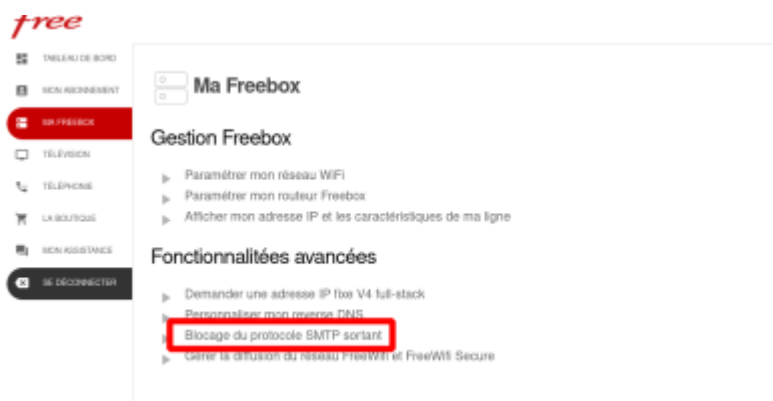 free
TABLEAU DE BORD
MON ABONNEMENT
MA FREEBOX
TÉLÉVISION
TÉLÉPHONE
LA BOUTIQUE
MON ASSISTANCE
SE DÉCONNECTER
Ma Freebox
Gestion Freebox
Paramétrer mon réseau WiFi
Paramétrer mon routeur Freebox
Afficher mon adresse IP et les caractéristiques de ma ligne
Fonctionnalitées avancées
Demander une adresse IP fixe V4 full-stack
Personnaliser mon reverse DNS
Blocage du protocole SMTP sortant
Gérer la diffusion du réseau FreeWifi et FreeWifi Secure